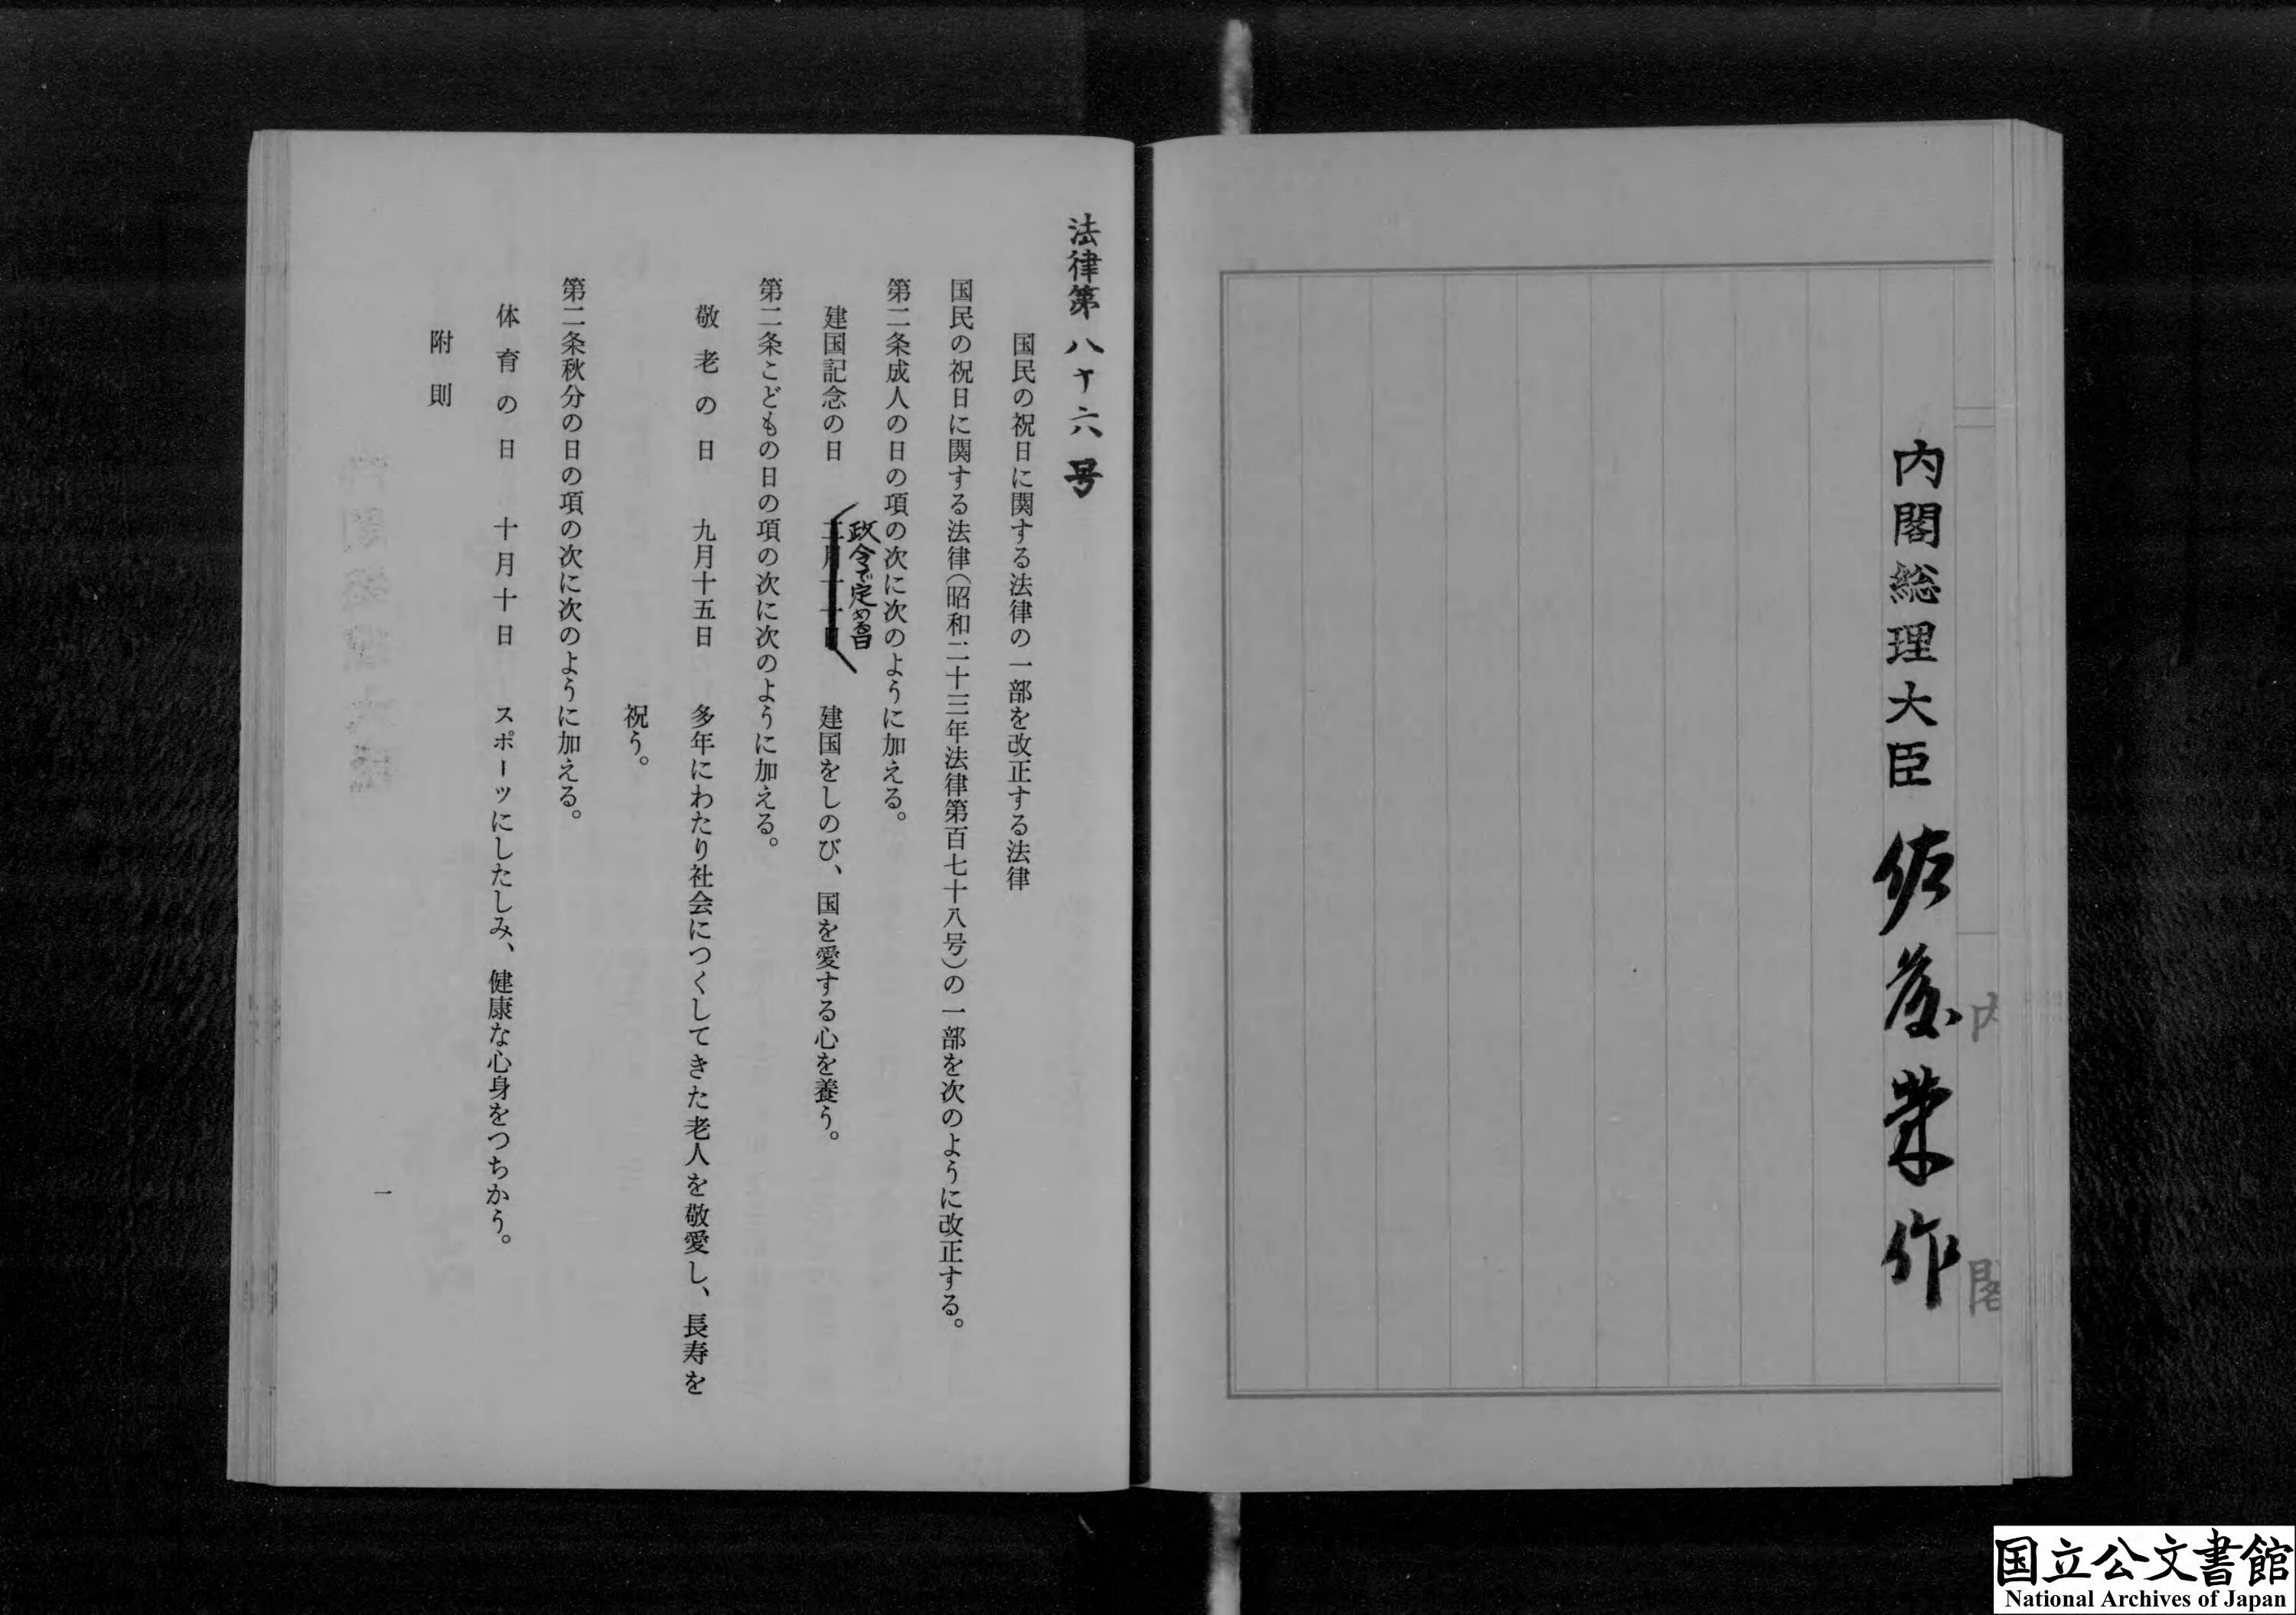 内閣総理大臣 佐藤栄作
内
閣
法律第八十六号
国民の祝日に関する法律の一部を改正する法律
国民の祝日に関する法律（昭和二十三年法律第百七十八号）の一部を次のように改正する。
第二条成人の日の項の次に次のように加える。
政令で定める日
建国記念の日 二月十一日 建国をしのび、国を愛する心を養う。
第二条こどもの日の項の次に次のように加える。
敬老の日 九月十五日 多年にわたり社会につくしてきた老人を敬愛し、長寿を
祝う。
第二条秋分の日の項の次に次のように加える。
体育の日 十月十日 スポーツにしたしみ、健康な心身をつちかう。
附則
一
国立公文書館
National Archives of Japan